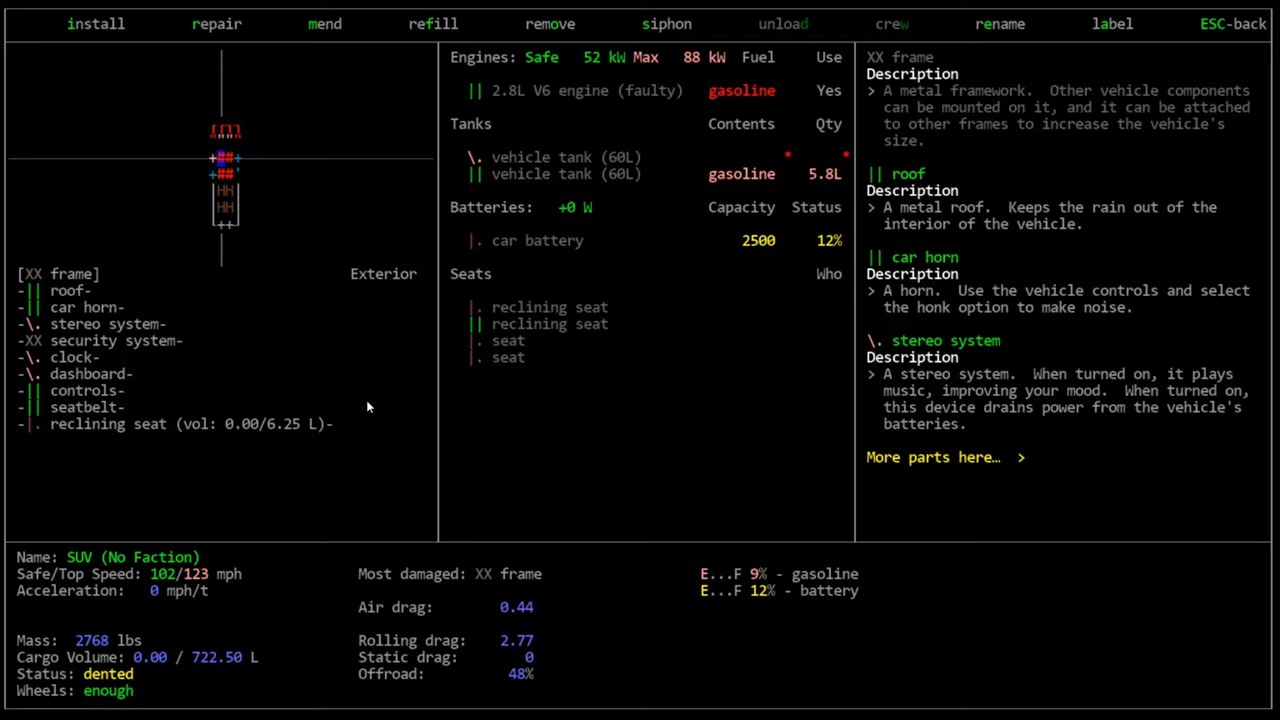 install repair mend refill remove siphon unload crew rename label ESC-back
[XX frame] Exterior
-|| roof-
-|| car horn-
-\. stereo system-
-XX security system-
-\. clock-
-\. dashboard-
-|| controls-
-|| seatbelt-
-|. reclining seat (vol: 0.00/6.25 L)-
Engines: Safe 52 kW Max 88 kW Fuel Use
|| 2.8L V6 engine (faulty) gasoline Yes
Tanks Contents Qty
\. vehicle tank (60L) * *
|| vehicle tank (60L) gasoline 5.8L
Batteries: +0 W Capacity Status
|. car battery 2500 12%
Seats Who
|. reclining seat
|| reclining seat
|. seat
|. seat
XX frame
Description
> A metal framework. Other vehicle components
can be mounted on it, and it can be attached
to other frames to increase the vehicle's
size.
|| roof
Description
> A metal roof. Keeps the rain out of the
interior of the vehicle.
|| car horn
Description
> A horn. Use the vehicle controls and select
the honk option to make noise.
\. stereo system
Description
> A stereo system. When turned on, it plays
music, improving your mood. When turned on,
this device drains power from the vehicle's
batteries.
More parts here… >
Name: SUV (No Faction)
Safe/Top Speed: 102/123 mph
Acceleration: 0 mph/t
Mass: 2768 lbs
Cargo Volume: 0.00 / 722.50 L
Status: dented
Wheels: enough
Most damaged: XX frame
Air drag: 0.44
Rolling drag: 2.77
Static drag: 0
Offroad: 48%
E...F 9% - gasoline
E...F 12% - battery